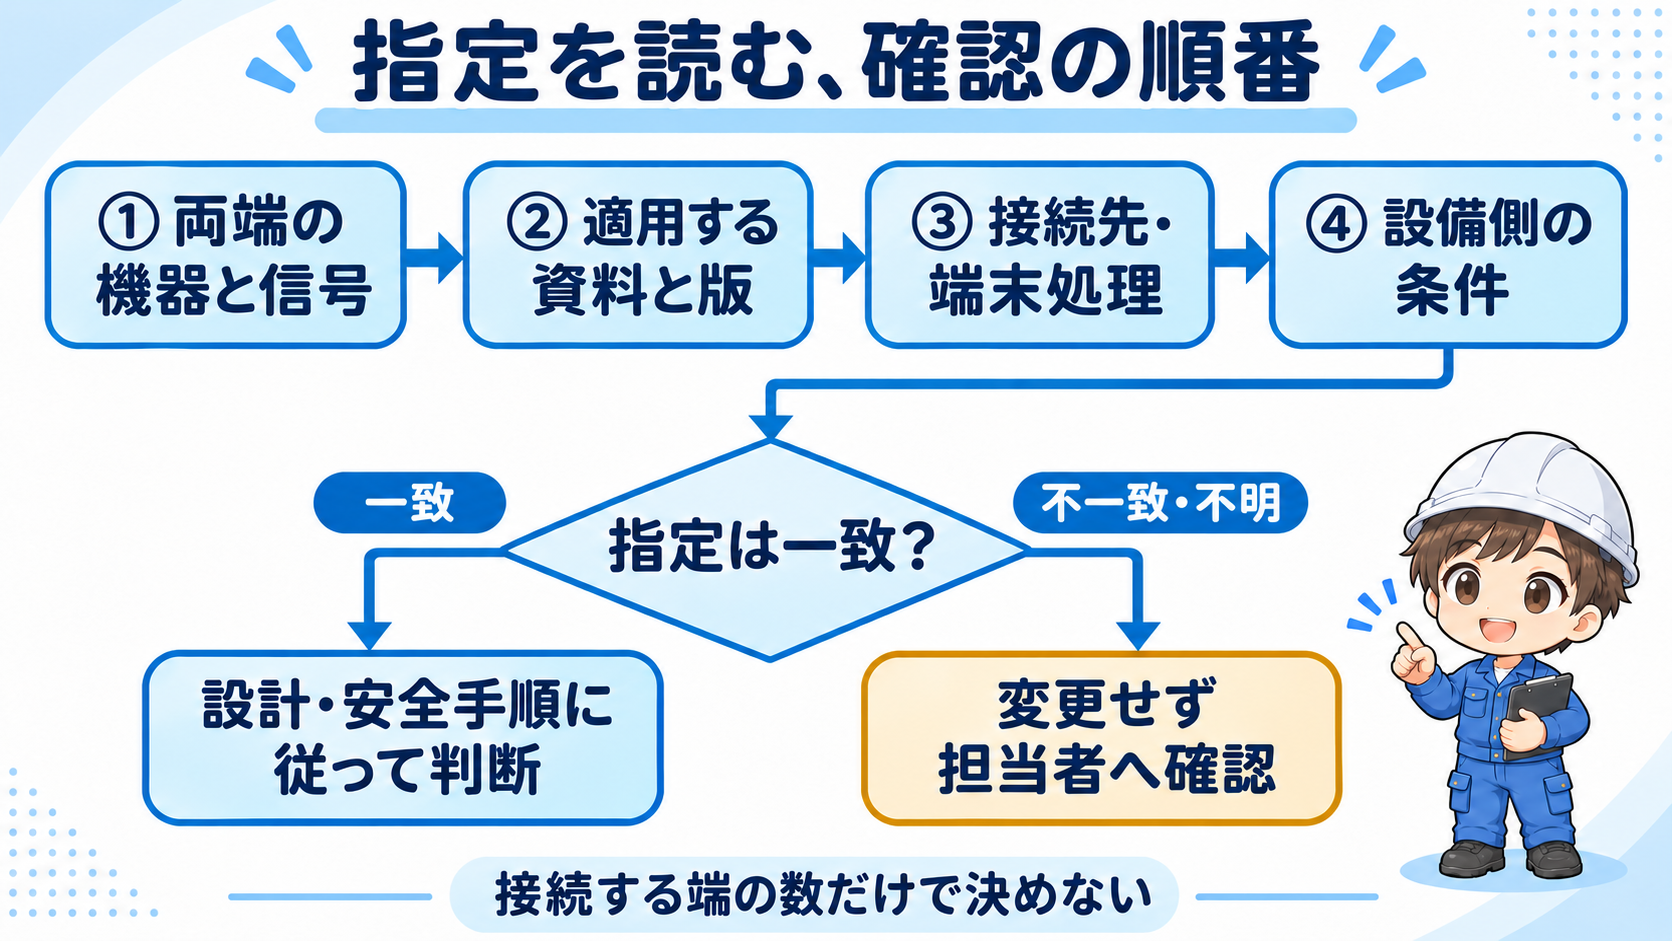 指定を読む、確認の順番
① 両端の
機器と信号
② 適用する
資料と版
③ 接続先・
端末処理
④ 設備側の
条件
一致
指定は一致？
不一致・不明
設計・安全手順に
従って判断
変更せず
担当者へ確認
接続する端の数だけで決めない